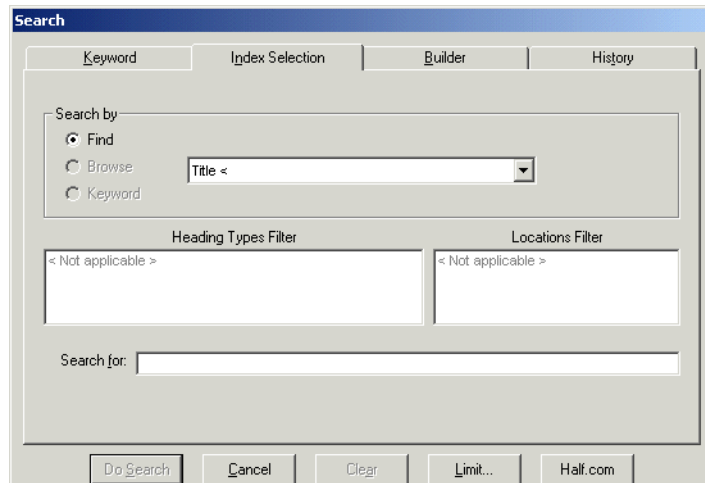 Search
Keyword Index Selection Builder History
Search by
Find
Browse
Title <
Keyword
Heading Types Filter Locations Filter
< Not applicable > < Not applicable >
Search for:
Do Search Cancel Clear Limit... Half.com